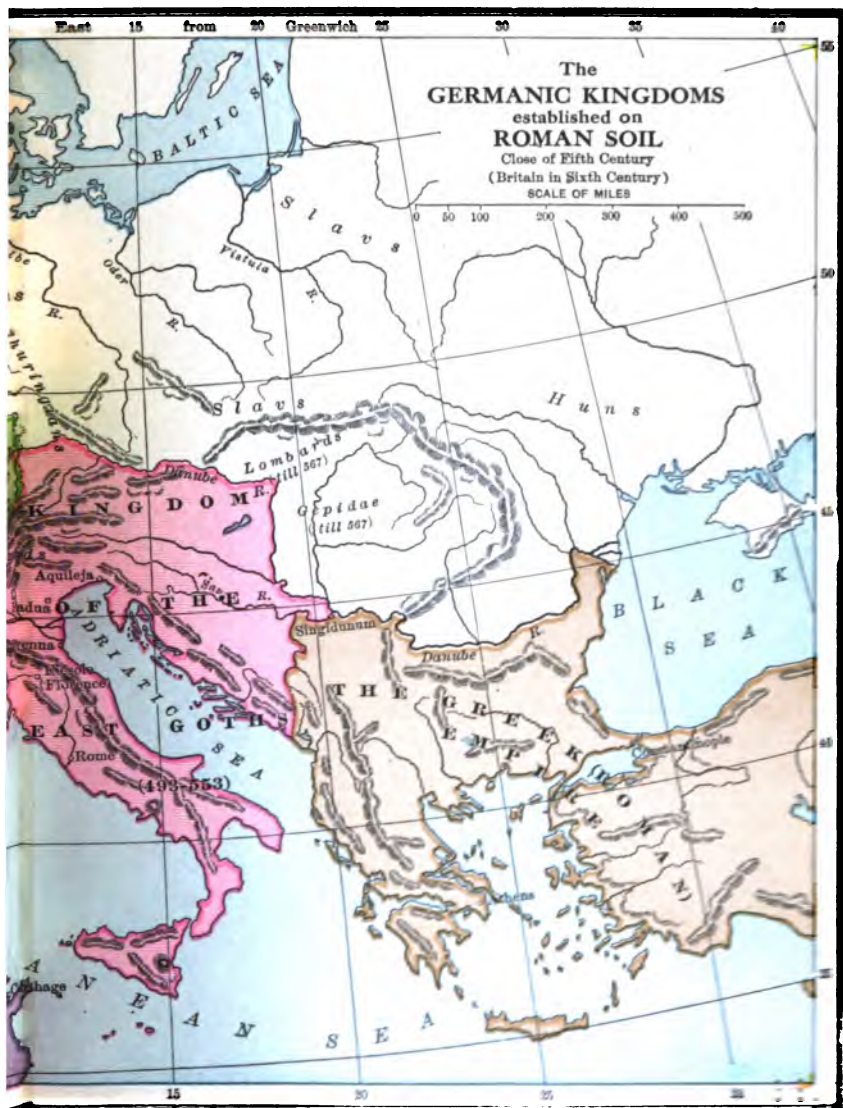 East 15 from 20 Greenwich 25 30 35 40
55
The
GERMANIC KINGDOMS
established on
ROMAN SOIL
Close of Fifth Century
(Britain in Sixth Century)
SCALE OF MILES
0 50 100 200 300 400 500
BALTIC SEA
Slavs
50
Oder
R.
Vistula
R.
R.
Slavs
Huns
Lombards
(till 567)
Gepidae
(till 567)
Danube
R.
KINGDOM
45
Aquileja
R.
OF THE
BLACK
SEA
Singidunum
Danube
R.
ADRIATIC SEA
Florence
THE GREEK
EMPIRE
(ROMAN)
EAST GOTHS
40
Rome
(493-553)
Constantinople
Athens
35
ANEAN SEA
15 20 25 30